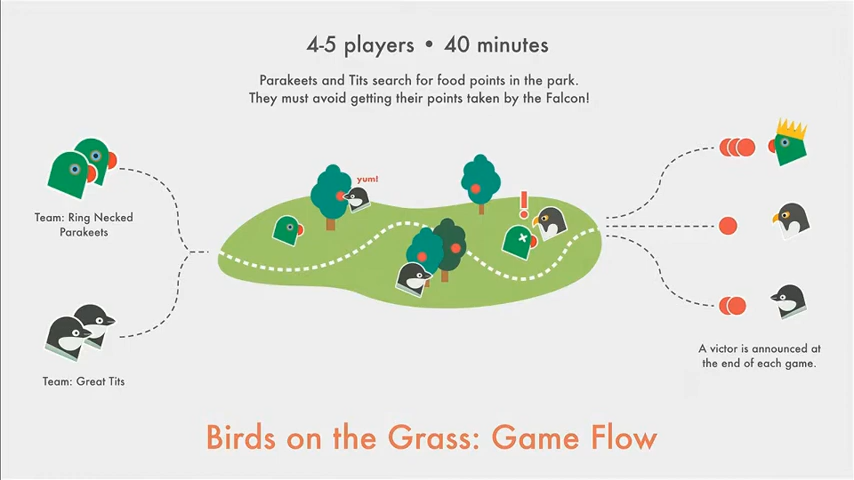 4-5 players • 40 minutes
Parakeets and Tits search for food points in the park.
They must avoid getting their points taken by the Falcon!
yum!
!
Team: Ring Necked
Parakeets
Team: Great Tits
A victor is announced at
the end of each game.
Birds on the Grass: Game Flow